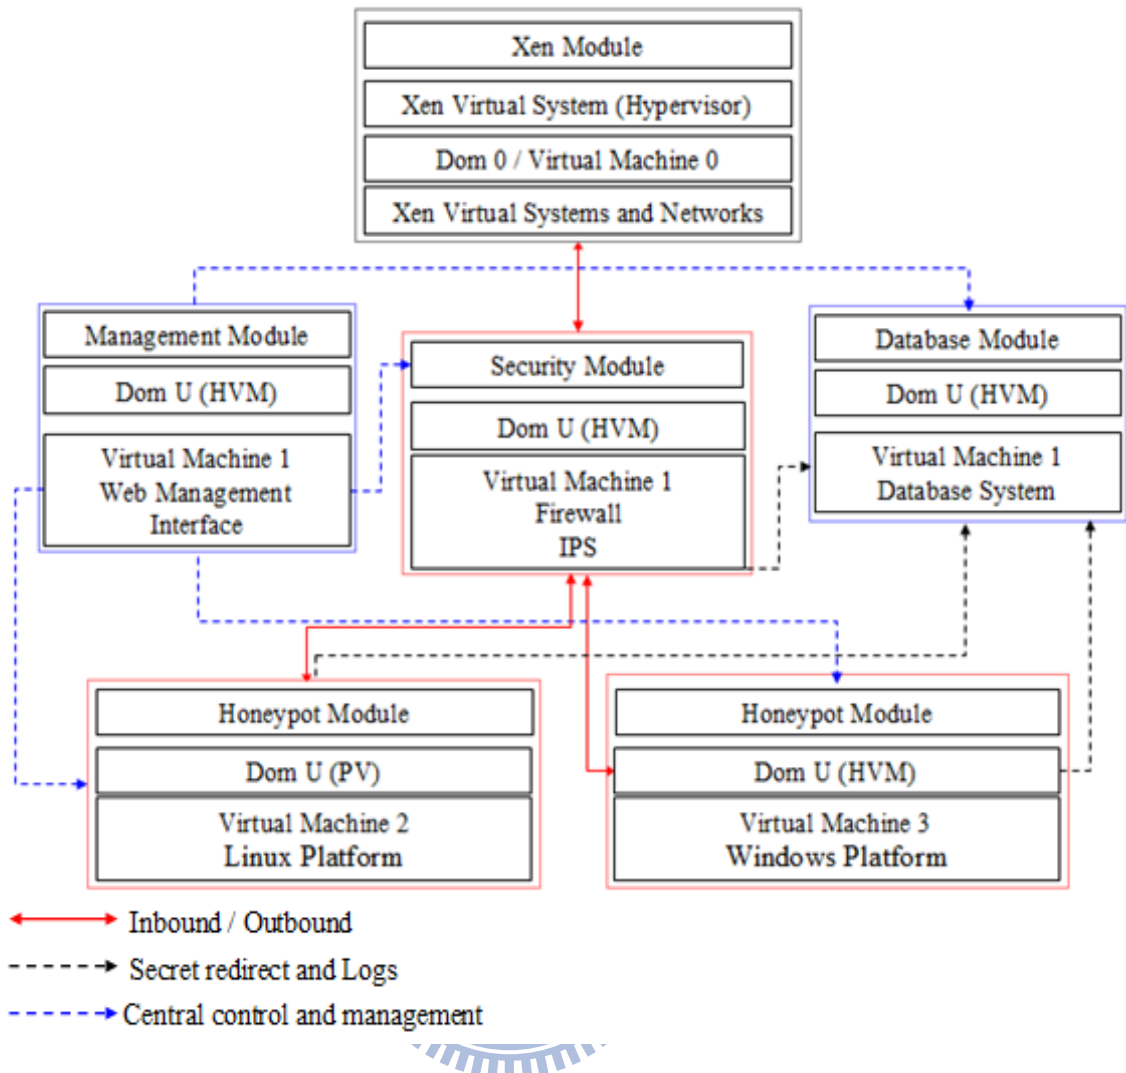 Xen Module
Xen Virtual System (Hypervisor)
Dom 0 / Virtual Machine 0
Xen Virtual Systems and Networks
Management Module
Dom U (HVM)
Virtual Machine 1
Web Management
Interface
Security Module
Dom U (HVM)
Virtual Machine 1
Firewall
IPS
Database Module
Dom U (HVM)
Virtual Machine 1
Database System
Honeypot Module
Dom U (PV)
Virtual Machine 2
Linux Platform
Honeypot Module
Dom U (HVM)
Virtual Machine 3
Windows Platform
Inbound / Outbound
Secret redirect and Logs
Central control and management